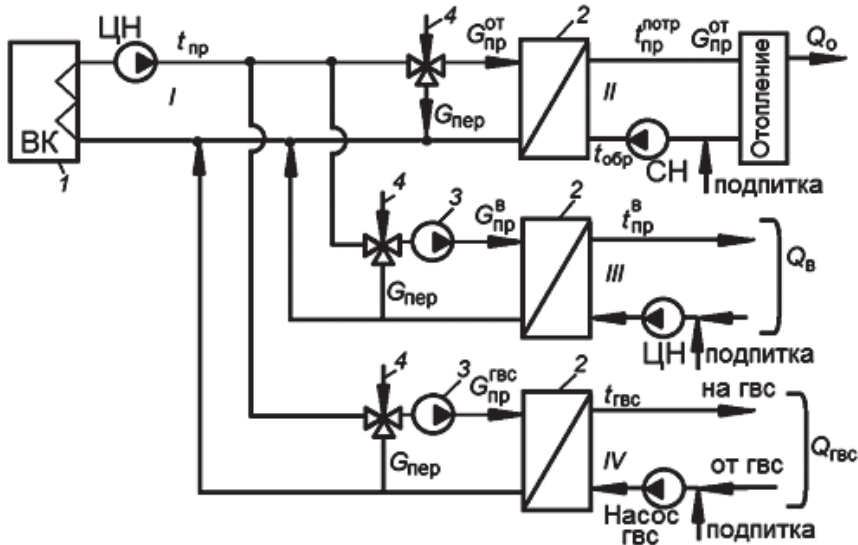 ЦН
t пр
4
G от пр
2
t потр пр
G от пр
Q о
I
II
Отопление
G пер
ВК
1
t обр
СН
подпитка
4
3
G в пр
2
t в пр
Q в
III
G пер
ЦН
подпитка
4
3
G гвс пр
2
t гвс
на гвс
Q гвс
G пер
IV
от гвс
Насос
гвс
подпитка